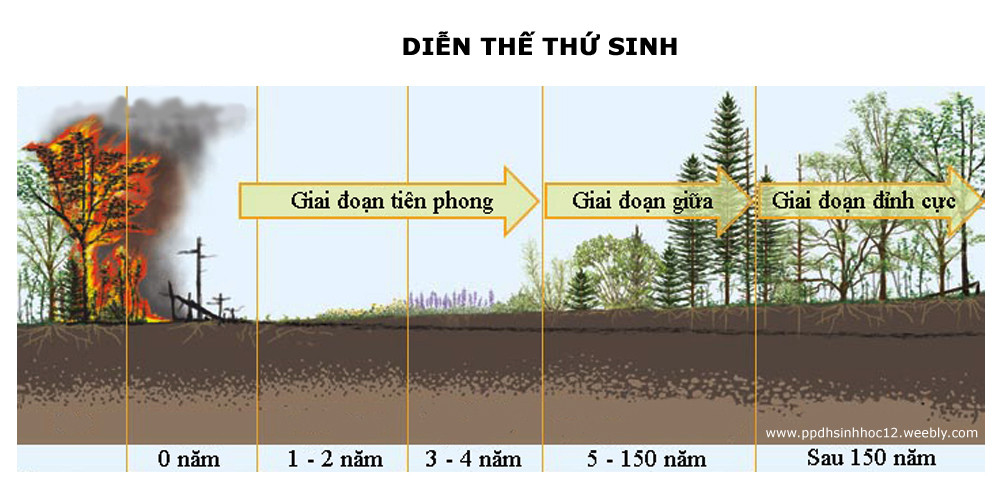 DIỄN THẾ THỨ SINH
Giai đoạn tiên phong
Giai đoạn giữa
Giai đoạn đỉnh cực
www.ppdhsinhhoc12.weebly.com
0 năm
1 - 2 năm
3 - 4 năm
5 - 150 năm
Sau 150 năm